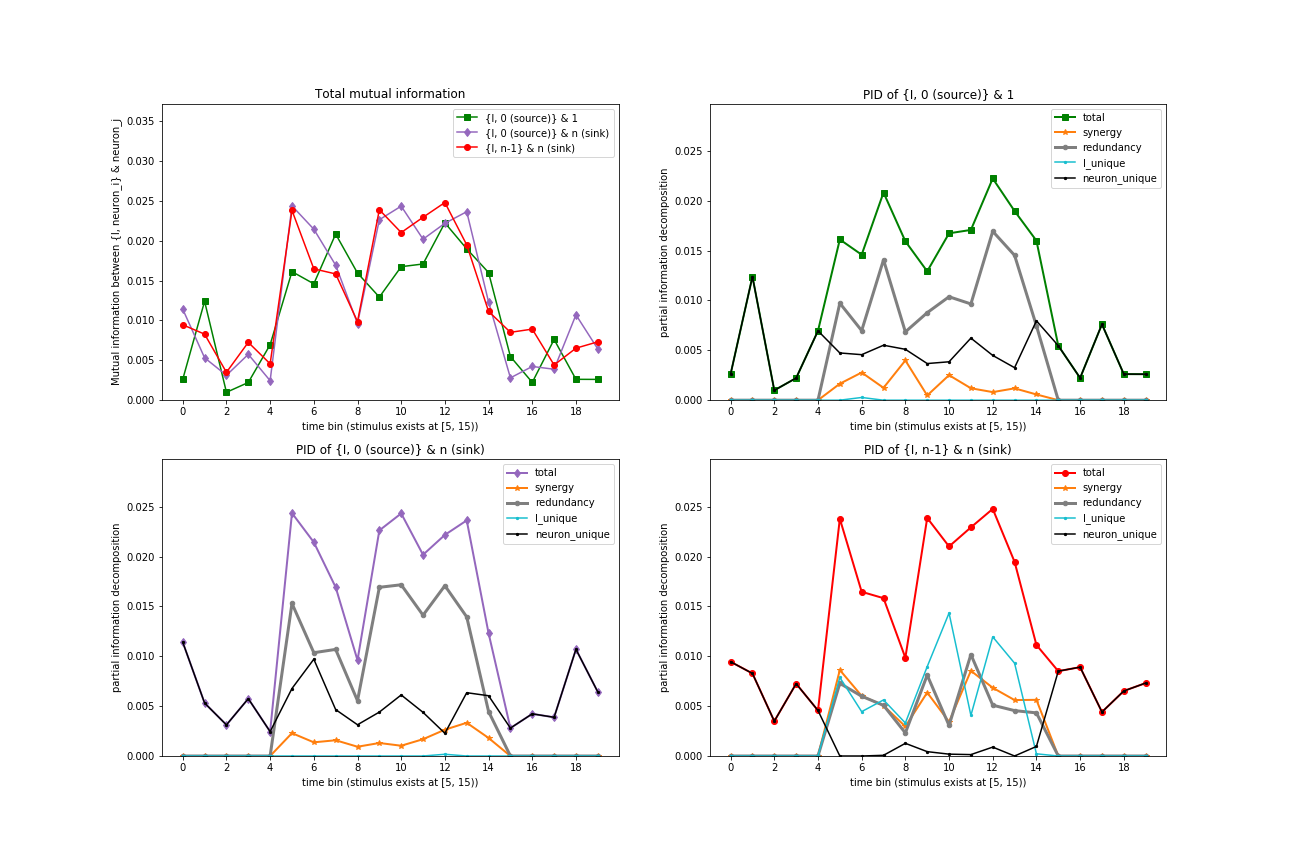 Total mutual information
Mutual information between {I, neuron_i} & neuron_j
0.035
0.030
0.025
0.020
0.015
0.010
0.005
0.000
{I, 0 (source)} & 1
{I, 0 (source)} & n (sink)
{I, n-1} & n (sink)
0 2 4 6 8 10 12 14 16 18
time bin (stimulus exists at [5, 15))
PID of {I, 0 (source)} & 1
partial information decomposition
0.025
0.020
0.015
0.010
0.005
0.000
total
synergy
redundancy
I_unique
neuron_unique
0 2 4 6 8 10 12 14 16 18
time bin (stimulus exists at [5, 15))
PID of {I, 0 (source)} & n (sink)
partial information decomposition
0.025
0.020
0.015
0.010
0.005
0.000
total
synergy
redundancy
I_unique
neuron_unique
0 2 4 6 8 10 12 14 16 18
time bin (stimulus exists at [5, 15))
PID of {I, n-1} & n (sink)
partial information decomposition
0.025
0.020
0.015
0.010
0.005
0.000
total
synergy
redundancy
I_unique
neuron_unique
0 2 4 6 8 10 12 14 16 18
time bin (stimulus exists at [5, 15))